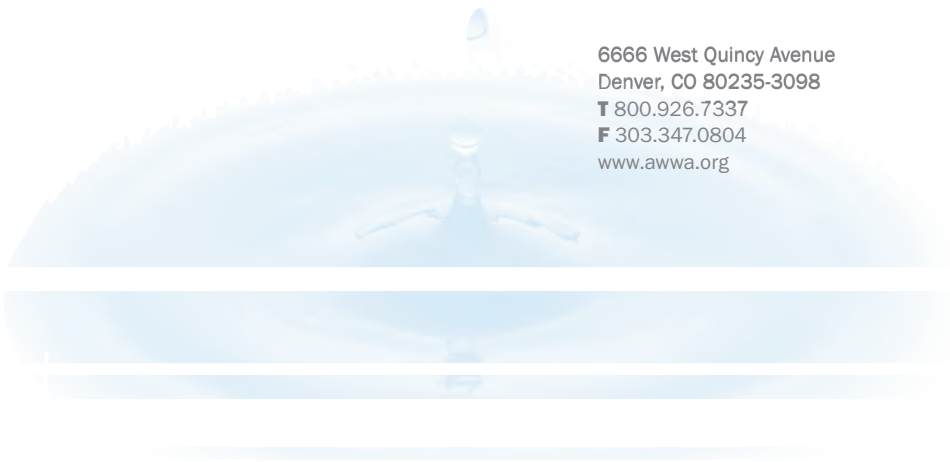 6666 West Quincy Avenue
Denver, CO 80235-3098
T 800.926.7337
F 303.347.0804
www.awwa.org